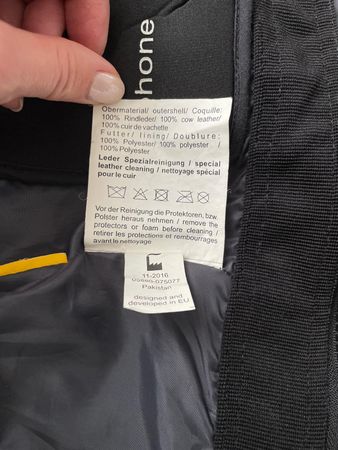 phone
Obermaterial/ outershell/ Coquille:
100% Rindleder/ 100% cow leather/
100% cuir de vachette
Futter/ lining/ Doublure:
100% Polyester/ 100% polyester /
100% Polyester
Leder Spezialreinigung / special
leather cleaning / nettoyage spécial
pour le cuir
Vor der Reinigung die Protektoren, bzw.
Polster heraus nehmen / remove the
protectors or foam before cleaning /
retirer les protections et rembourrages
avant le nettoyage
11-2016
Pakistan
designed and
developed in EU